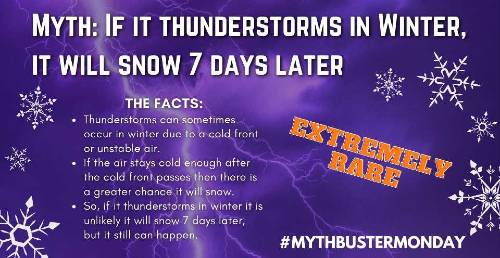 MYTH: IF IT THUNDERSTORMS IN WINTER,
IT WILL SNOW 7 DAYS LATER
THE FACTS:
• Thunderstorms can sometimes
occur in winter due to a cold front
or unstable air.
• If the air stays cold enough after
the cold front passes then there is
a greater chance it will snow.
• So, if it thunderstorms in winter it is
unlikely it will snow 7 days later,
but it still can happen.
EXTREMELY
RARE
#MYTHBUSTERMONDAY